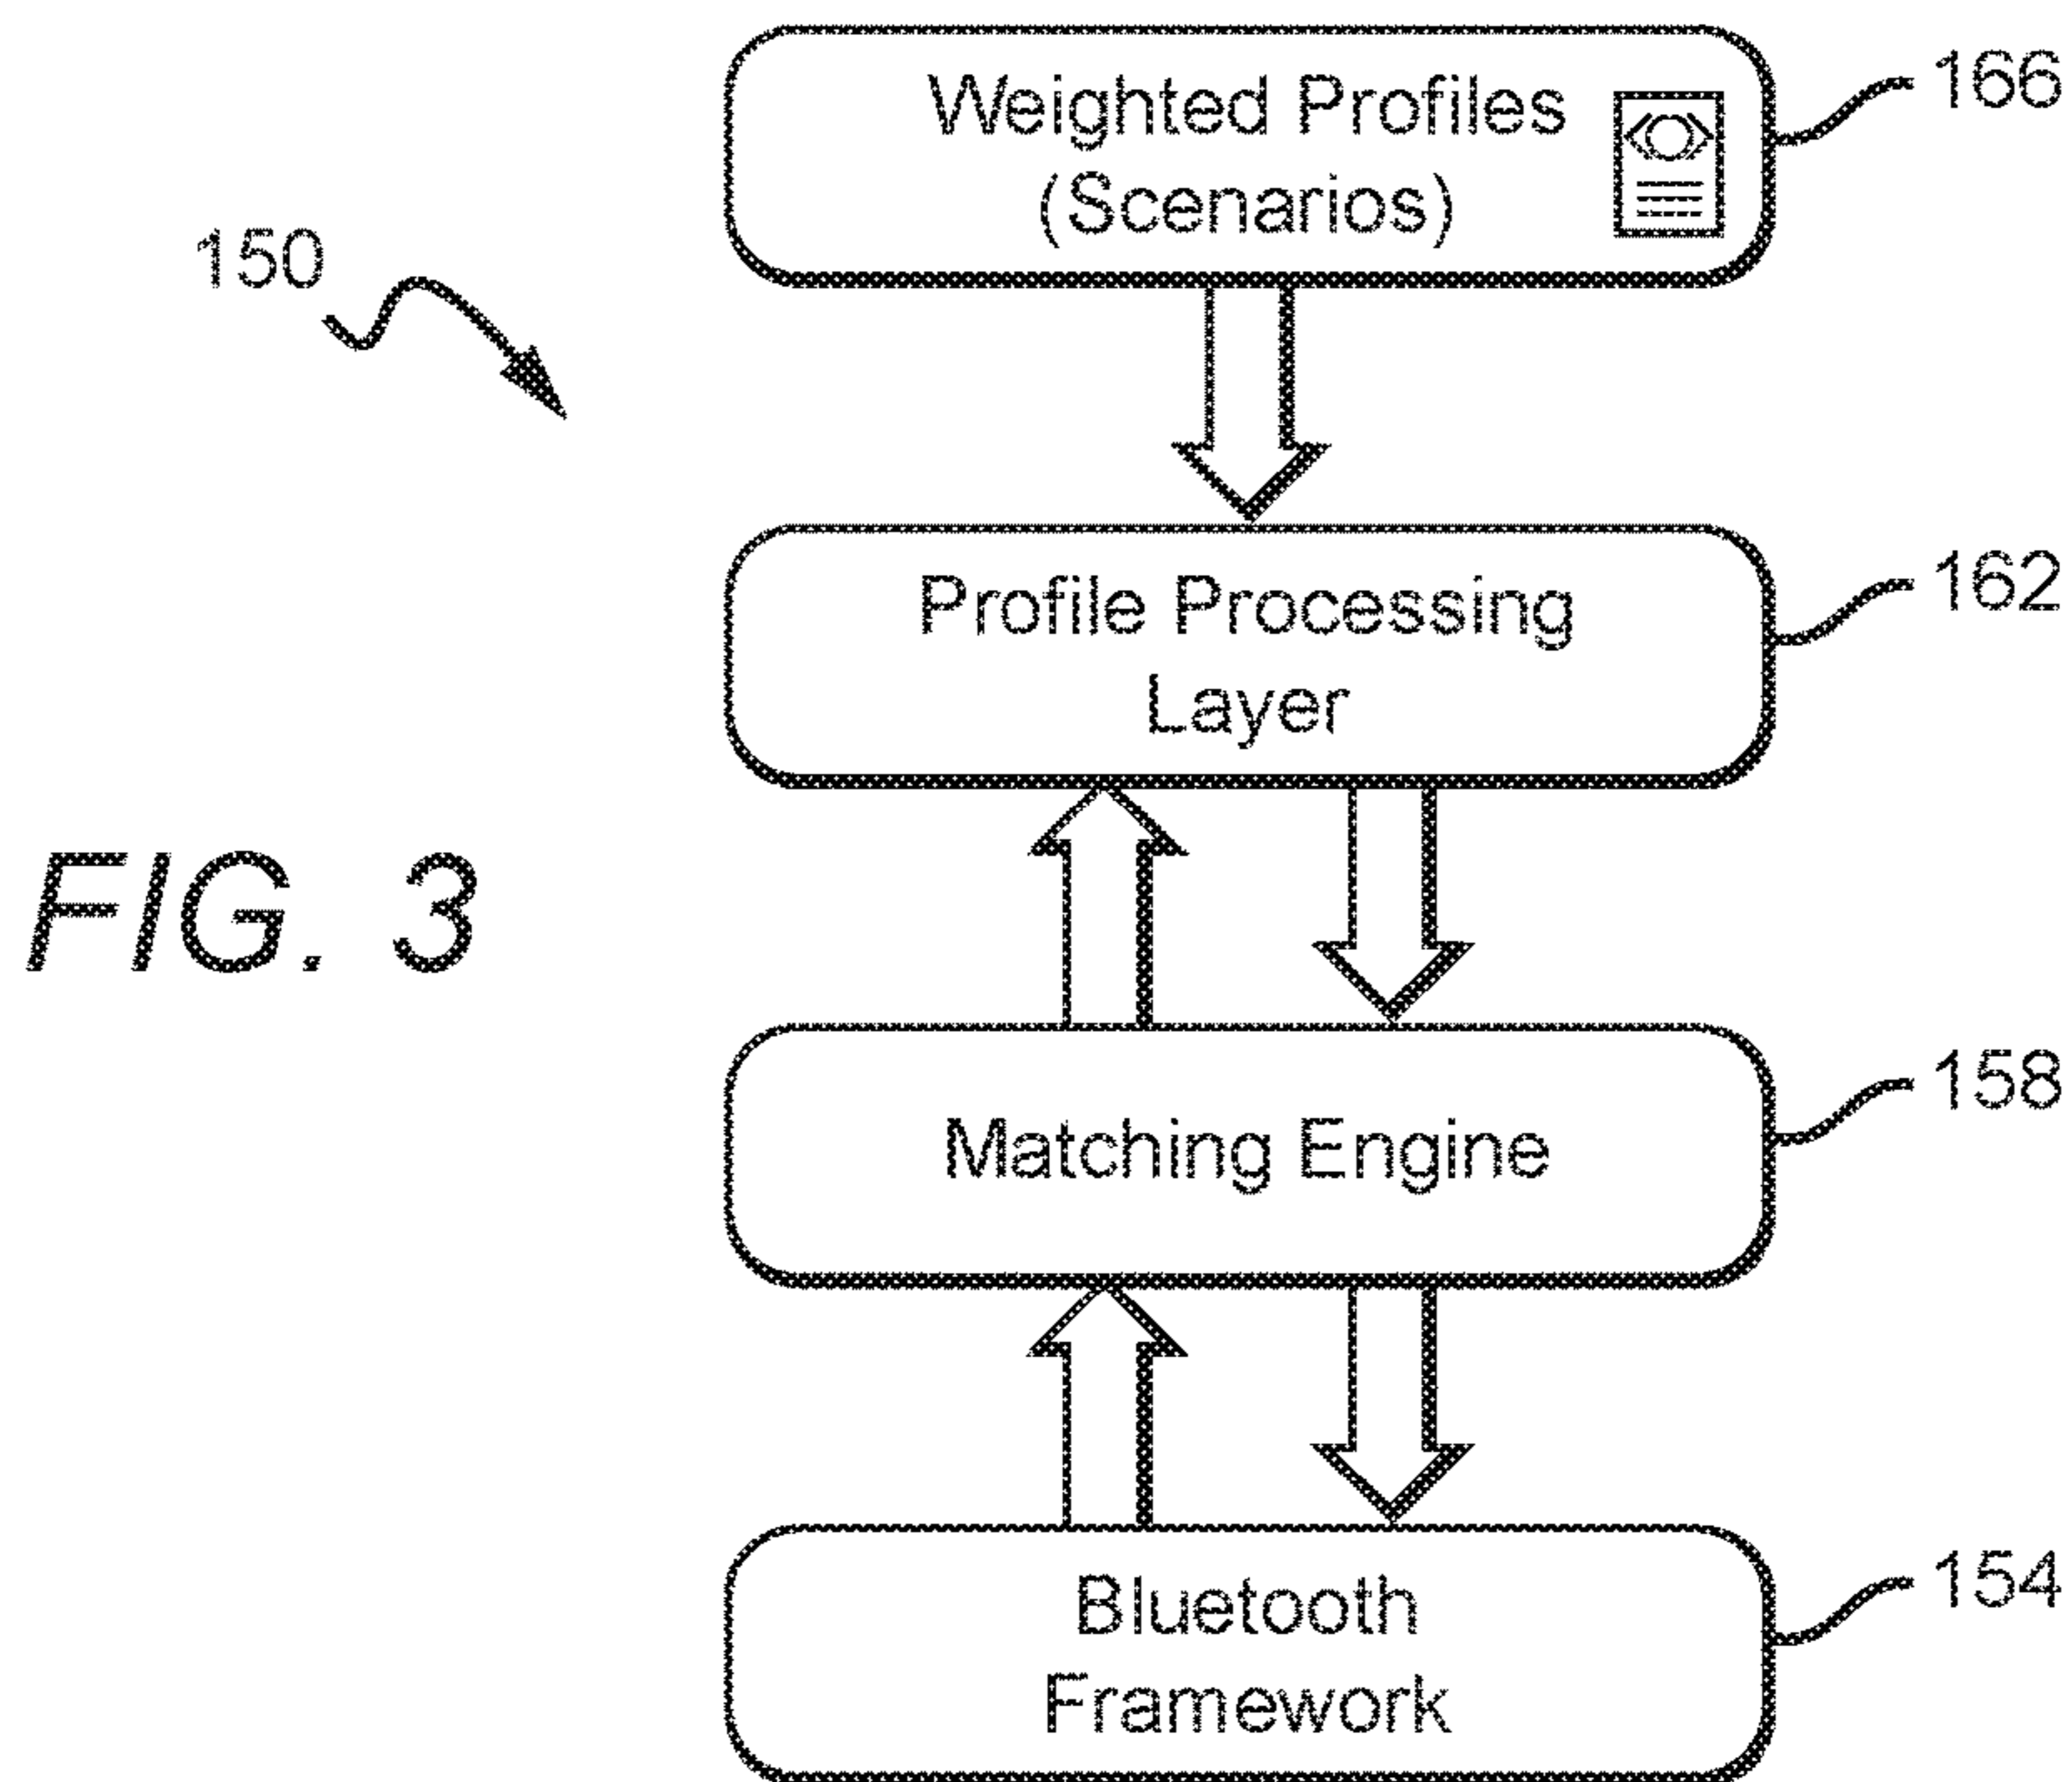 Weighted Profiles
(Scenarios)
166
150
Profile Processing
Layer
162
FIG. 3
Matching Engine
158
Bluetooth
Framework
154